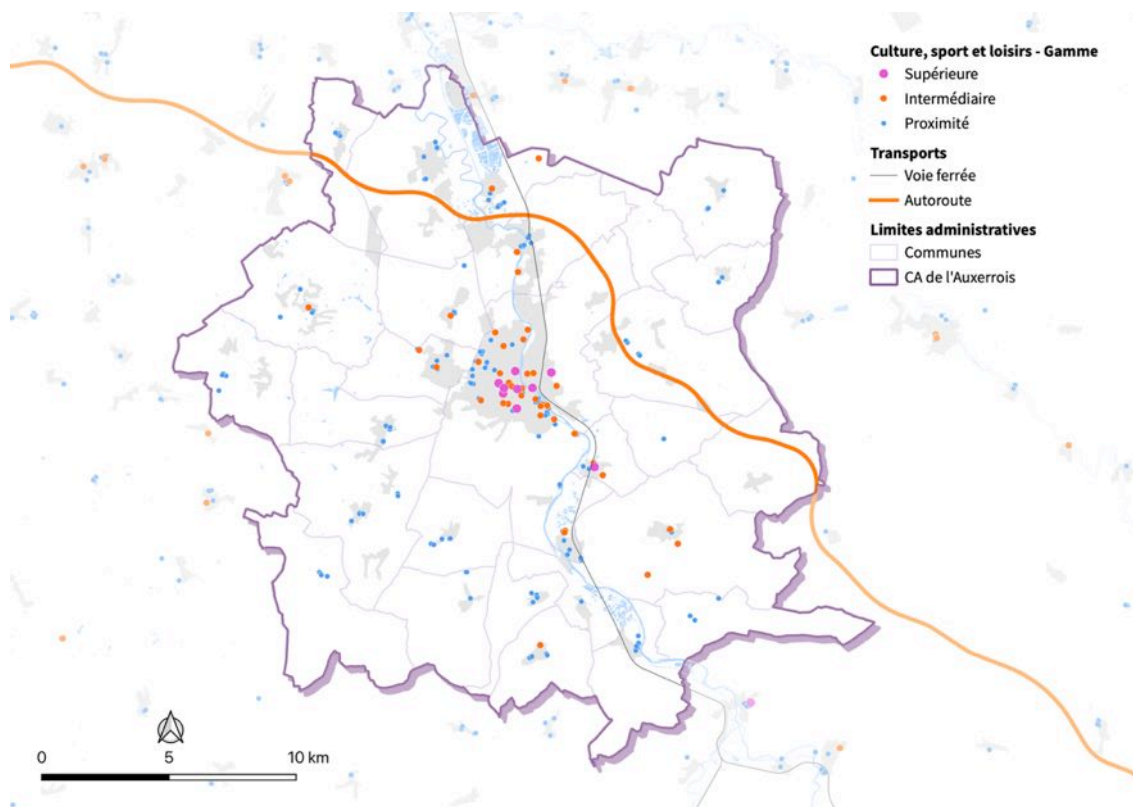 Culture, sport et loisirs - Gamme
Supérieure
Intermédiaire
Proximité
Transports
Voie ferrée
Autoroute
Limites administratives
Communes
CA de l'Auxerrois
0 5 10 km